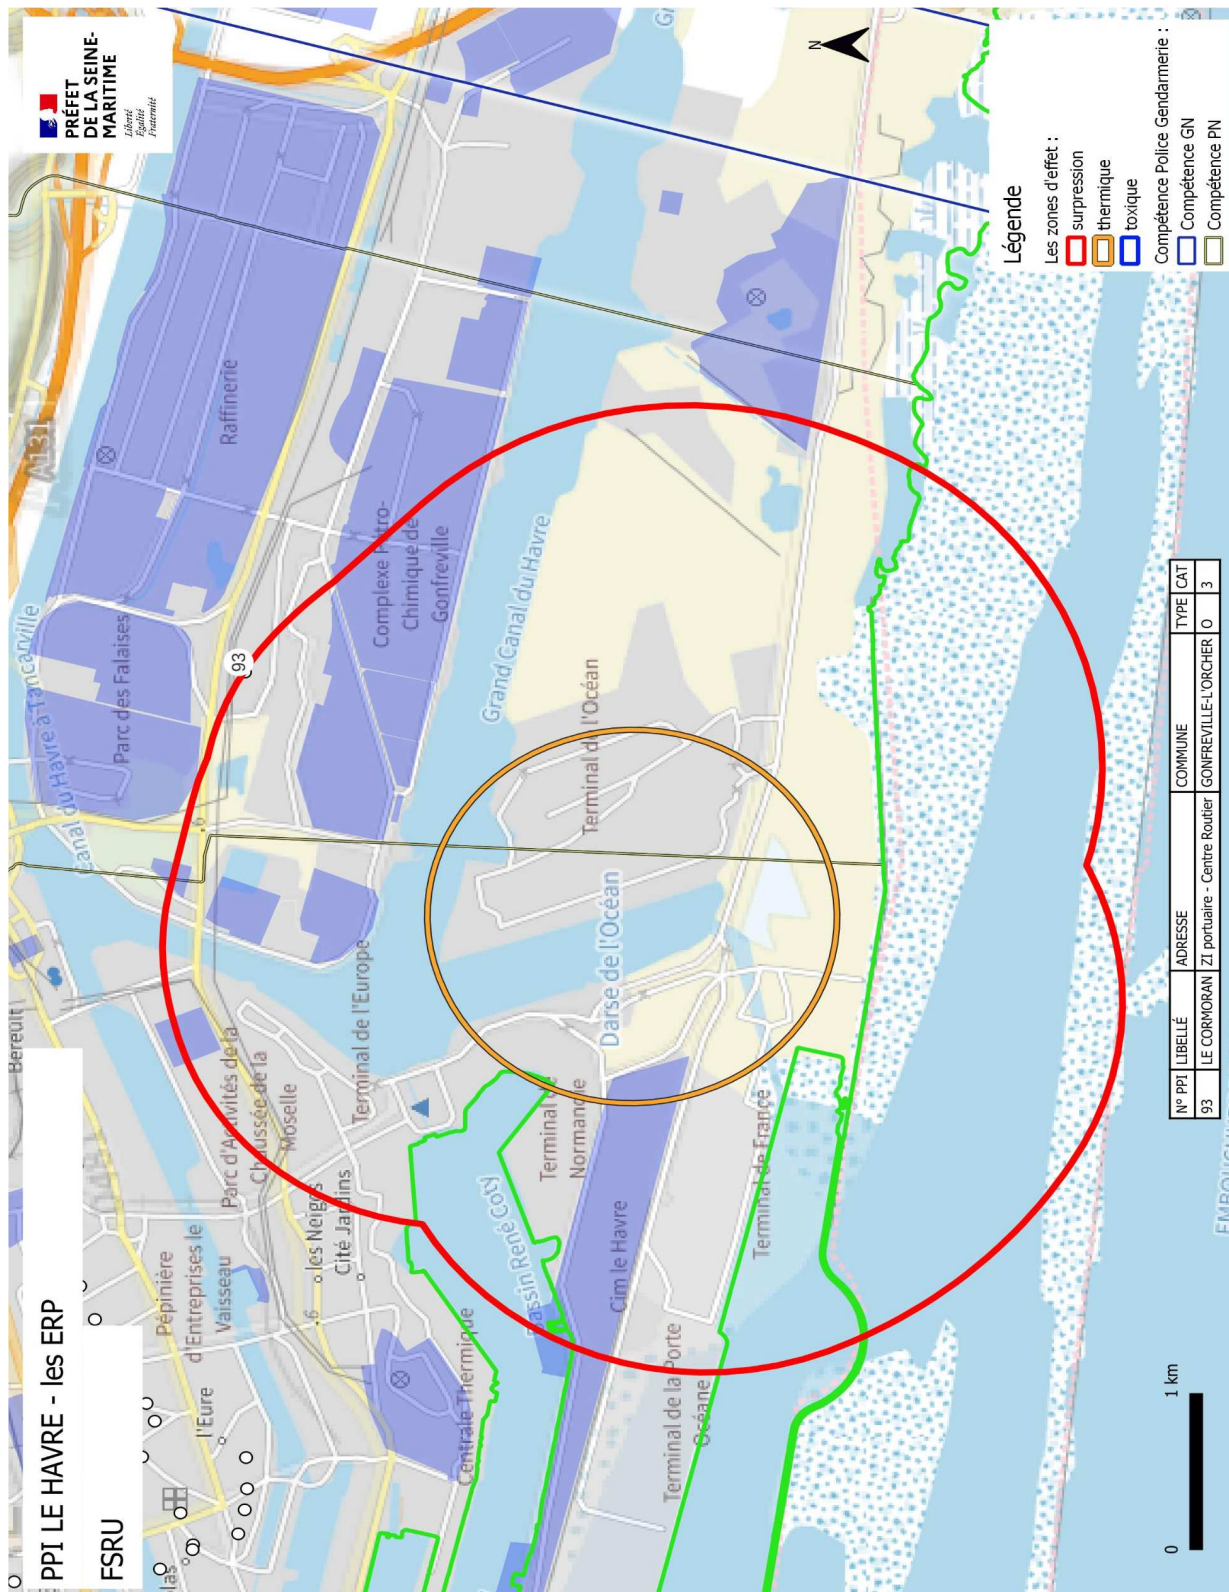 PPI LE HAVRE - les ERP
FSRU
PRÉFET
DE LA SEINE-
MARITIME
Liberté
Égalité
Fraternité
Bereult
Canal du Havre à Tancarville
A131
Parc des Falaises
Raffinerie
93
Pépinière
d'Entreprises le
Vaisseau
l'Eure
Parc d'Activités de la
Chaussée de la
Moselle
les Neiges
Cité Jardins
6
6
Terminal de l'Europe
Complexe Pétro-
Chimique de
Gonfreville
Grand Canal du Havre
Centrale Thermique
Bassin René Coty
Terminal de
Normandie
Darse de l'Océan
Terminal de l'Océan
Cim le Havre
Terminal de la Porte
Océane
Terminal de France
N
Légende
Les zones d'effet :
surpression
thermique
toxique
Compétence Police Gendarmerie :
Compétence GN
Compétence PN
0 1 km
N° PPI LIBELLÉ ADRESSE COMMUNE TYPE CAT
93 LE CORMORAN ZI portuaire - Centre Routier GONFREVILLE-L'ORCHER O 3